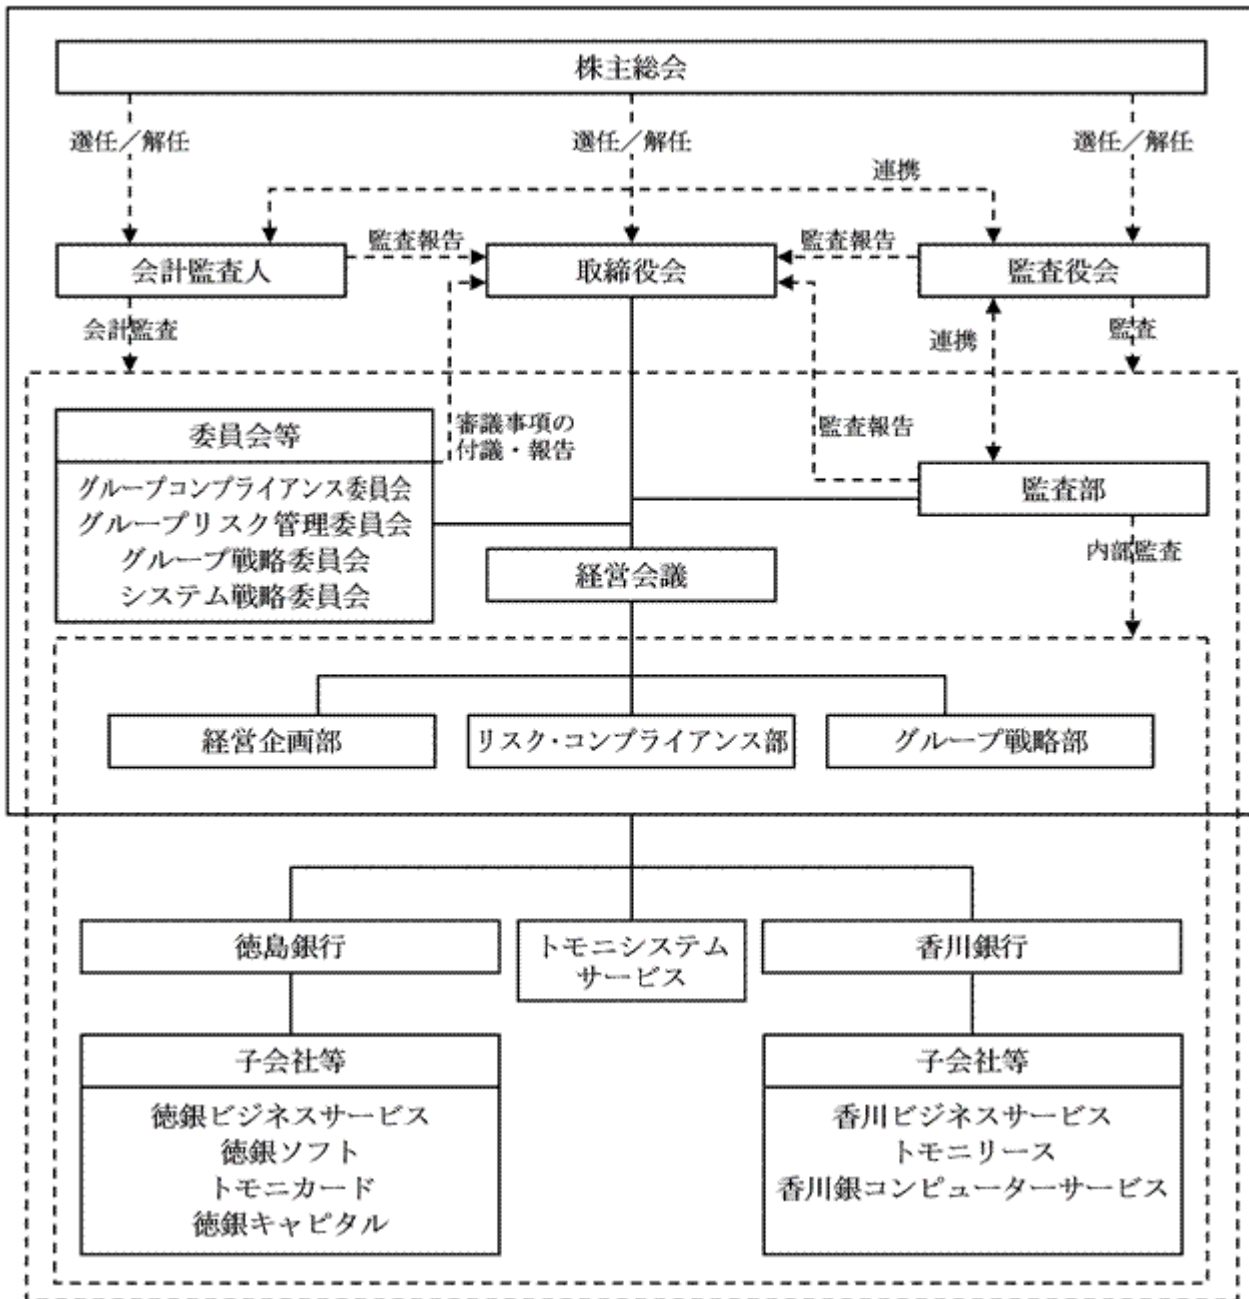 株主総会
選任／解任
選任／解任
選任／解任
連携
監査報告
監査報告
会計監査人
取締役会
監査役会
会計監査
連携
監査
委員会等
審議事項の
付議・報告
監査報告
グループコンプライアンス委員会
グループリスク管理委員会
グループ戦略委員会
システム戦略委員会
監査部
内部監査
経営会議
経営企画部
リスク・コンプライアンス部
グループ戦略部
徳島銀行
トモニシステム
サービス
香川銀行
子会社等
徳銀ビジネスサービス
徳銀ソフト
トモニカード
徳銀キャピタル
子会社等
香川ビジネスサービス
トモニリース
香川銀コンピューターサービス